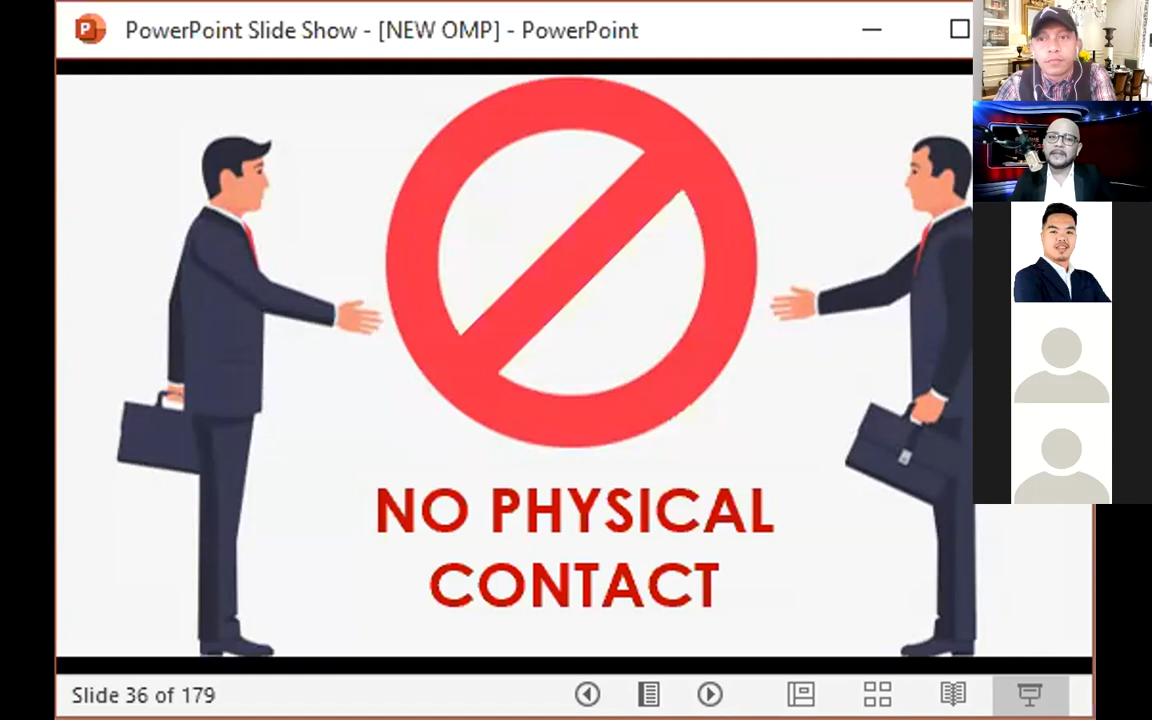 PowerPoint Slide Show - [NEW OMP] - PowerPoint
NO PHYSICAL
CONTACT
Slide 36 of 179